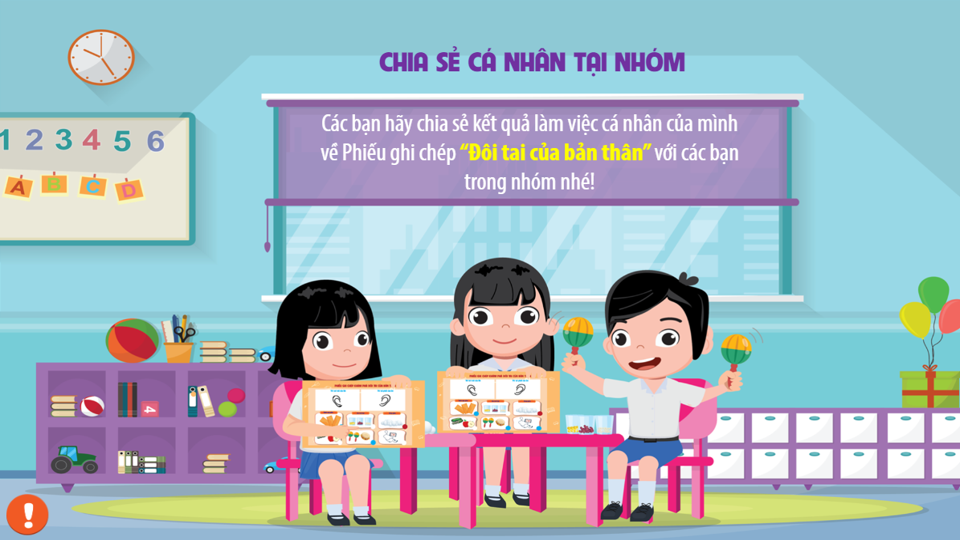 CHIA SẺ CÁ NHÂN TẠI NHÓM
Các bạn hãy chia sẻ kết quả làm việc cá nhân của mình
về Phiếu ghi chép “Đôi tai của bản thân” với các bạn
trong nhóm nhé!
1 2 3 4 5 6
A B C D
4
!